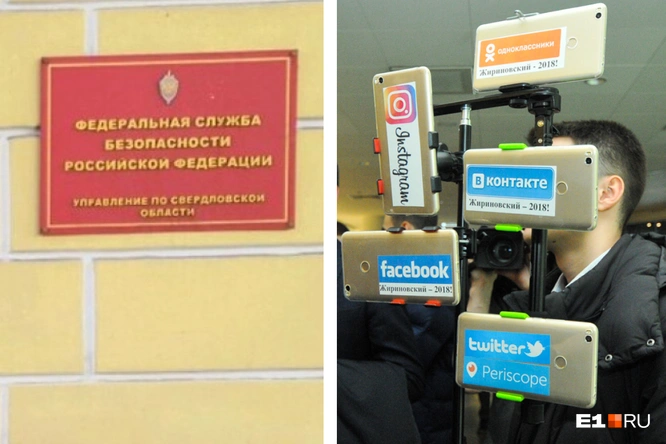 ФЕДЕРАЛЬНАЯ СЛУЖБА
БЕЗОПАСНОСТИ
РОССИЙСКОЙ ФЕДЕРАЦИИ
УПРАВЛЕНИЕ ПО СВЕРДЛОВСКОЙ
ОБЛАСТИ
одноклассники
Жириновский - 2018!
Instagram
В контакте
Жириновский – 2018!
facebook
Жириновский – 2018!
twitter
Periscope
E1 RU